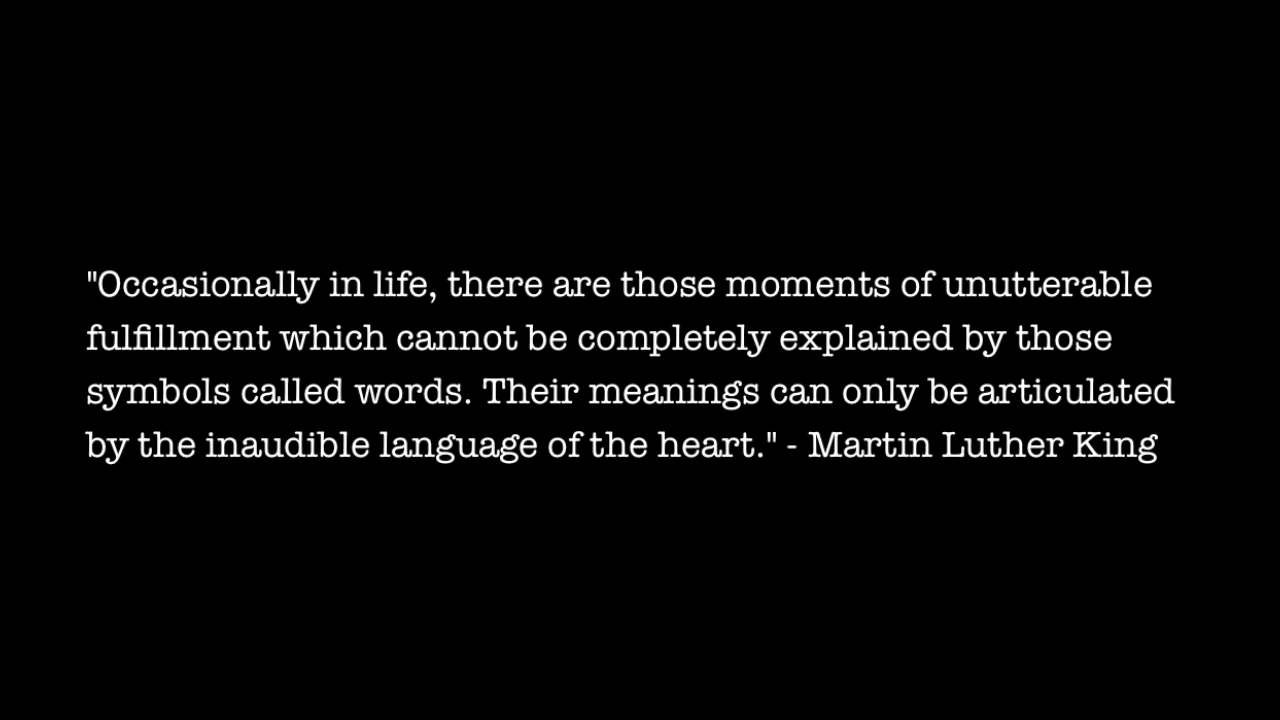 "Occasionally in life, there are those moments of unutterable
fulfillment which cannot be completely explained by those
symbols called words. Their meanings can only be articulated
by the inaudible language of the heart." - Martin Luther King